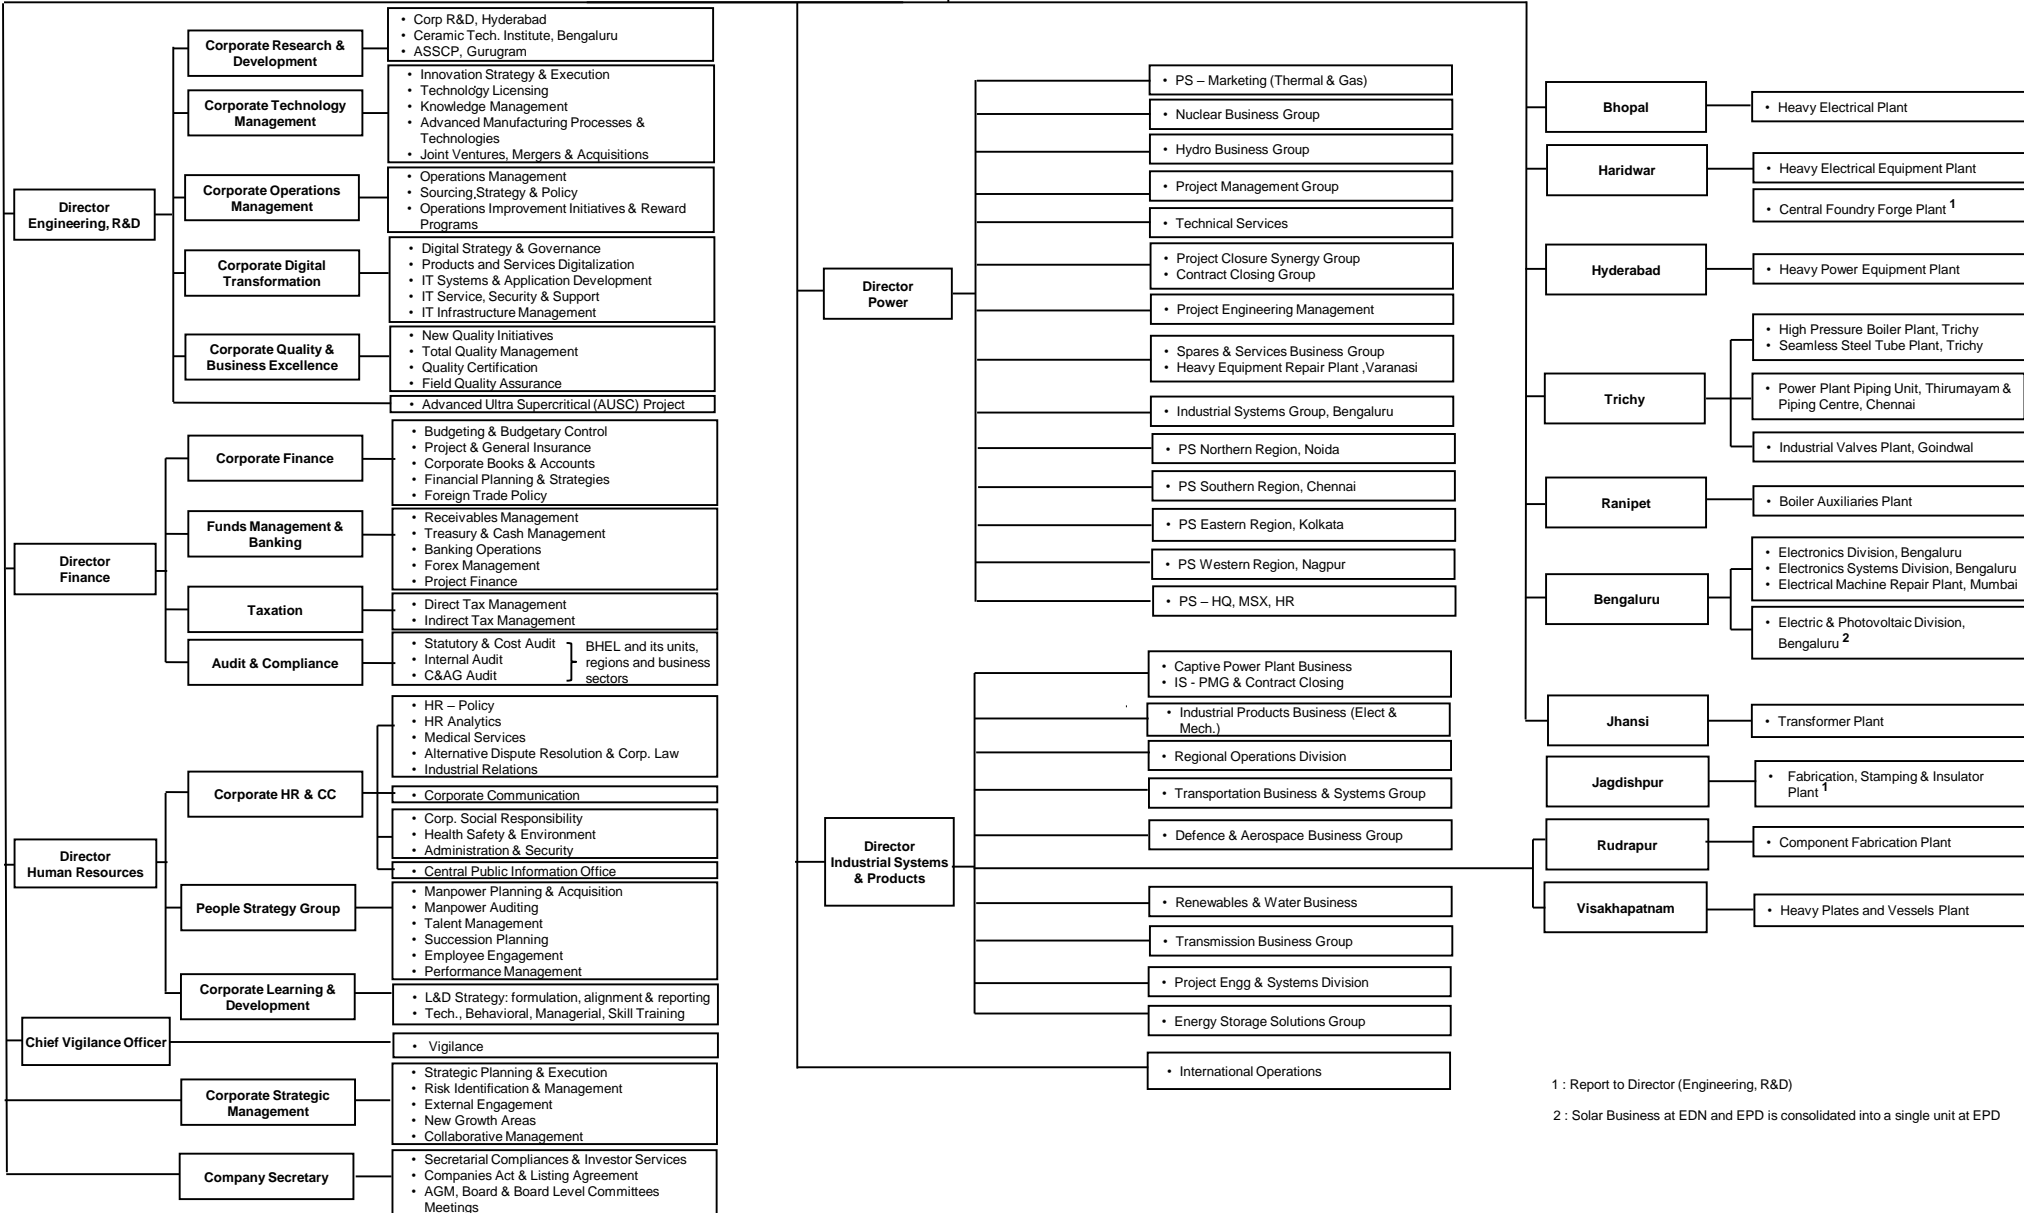 Director
Engineering, R&D
Corporate Research &
Development
• Corp R&D, Hyderabad
• Ceramic Tech. Institute, Bengaluru
• ASSCP, Gurugram
Corporate Technology
Management
• Innovation Strategy & Execution
• Technology Licensing
• Knowledge Management
• Advanced Manufacturing Processes &
Technologies
• Joint Ventures, Mergers & Acquisitions
Corporate Operations
Management
• Operations Management
• Sourcing Strategy & Policy
• Operations Improvement Initiatives & Reward
Programs
Corporate Digital
Transformation
• Digital Strategy & Governance
• Products and Services Digitalization
• IT Systems & Application Development
• IT Service, Security & Support
• IT Infrastructure Management
Corporate Quality &
Business Excellence
• New Quality Initiatives
• Total Quality Management
• Quality Certification
• Field Quality Assurance
• Advanced Ultra Supercritical (AUSC) Project
Director
Finance
Corporate Finance
• Budgeting & Budgetary Control
• Project & General Insurance
• Corporate Books & Accounts
• Financial Planning & Strategies
• Foreign Trade Policy
Funds Management &
Banking
• Receivables Management
• Treasury & Cash Management
• Banking Operations
• Forex Management
• Project Finance
Taxation
• Direct Tax Management
• Indirect Tax Management
Audit & Compliance
• Statutory & Cost Audit
• Internal Audit
• C&AG Audit
BHEL and its units,
regions and business
sectors
Director
Human Resources
Corporate HR & CC
• HR – Policy
• HR Analytics
• Medical Services
• Alternative Dispute Resolution & Corp. Law
• Industrial Relations
• Corporate Communication
• Corp. Social Responsibility
• Health Safety & Environment
• Administration & Security
• Central Public Information Office
People Strategy Group
• Manpower Planning & Acquisition
• Manpower Auditing
• Talent Management
• Succession Planning
• Employee Engagement
• Performance Management
Corporate Learning &
Development
• L&D Strategy: formulation, alignment & reporting
• Tech., Behavioral, Managerial, Skill Training
Chief Vigilance Officer
• Vigilance
Corporate Strategic
Management
• Strategic Planning & Execution
• Risk Identification & Management
• External Engagement
• New Growth Areas
• Collaborative Management
Company Secretary
• Secretarial Compliances & Investor Services
• Companies Act & Listing Agreement
• AGM, Board & Board Level Committees
Meetings
Director
Power
• PS – Marketing (Thermal & Gas)
• Nuclear Business Group
• Hydro Business Group
• Project Management Group
• Technical Services
• Project Closure Synergy Group
• Contract Closing Group
• Project Engineering Management
• Spares & Services Business Group
• Heavy Equipment Repair Plant ,Varanasi
• Industrial Systems Group, Bengaluru
• PS Northern Region, Noida
• PS Southern Region, Chennai
• PS Eastern Region, Kolkata
• PS Western Region, Nagpur
• PS – HQ, MSX, HR
Director
Industrial Systems
& Products
• Captive Power Plant Business
• IS - PMG & Contract Closing
• Industrial Products Business (Elect &
Mech.)
• Regional Operations Division
• Transportation Business & Systems Group
• Defence & Aerospace Business Group
• Renewables & Water Business
• Transmission Business Group
• Project Engg & Systems Division
• Energy Storage Solutions Group
• International Operations
Bhopal
• Heavy Electrical Plant
Haridwar
• Heavy Electrical Equipment Plant
• Central Foundry Forge Plant 1
Hyderabad
• Heavy Power Equipment Plant
Trichy
• High Pressure Boiler Plant, Trichy
• Seamless Steel Tube Plant, Trichy
• Power Plant Piping Unit, Thirumayam &
Piping Centre, Chennai
• Industrial Valves Plant, Goindwal
Ranipet
• Boiler Auxiliaries Plant
Bengaluru
• Electronics Division, Bengaluru
• Electronics Systems Division, Bengaluru
• Electrical Machine Repair Plant, Mumbai
• Electric & Photovoltaic Division,
Bengaluru 2
Jhansi
• Transformer Plant
Jagdishpur
• Fabrication, Stamping & Insulator
Plant 1
Rudrapur
• Component Fabrication Plant
Visakhapatnam
• Heavy Plates and Vessels Plant
1 : Report to Director (Engineering, R&D)
2 : Solar Business at EDN and EPD is consolidated into a single unit at EPD